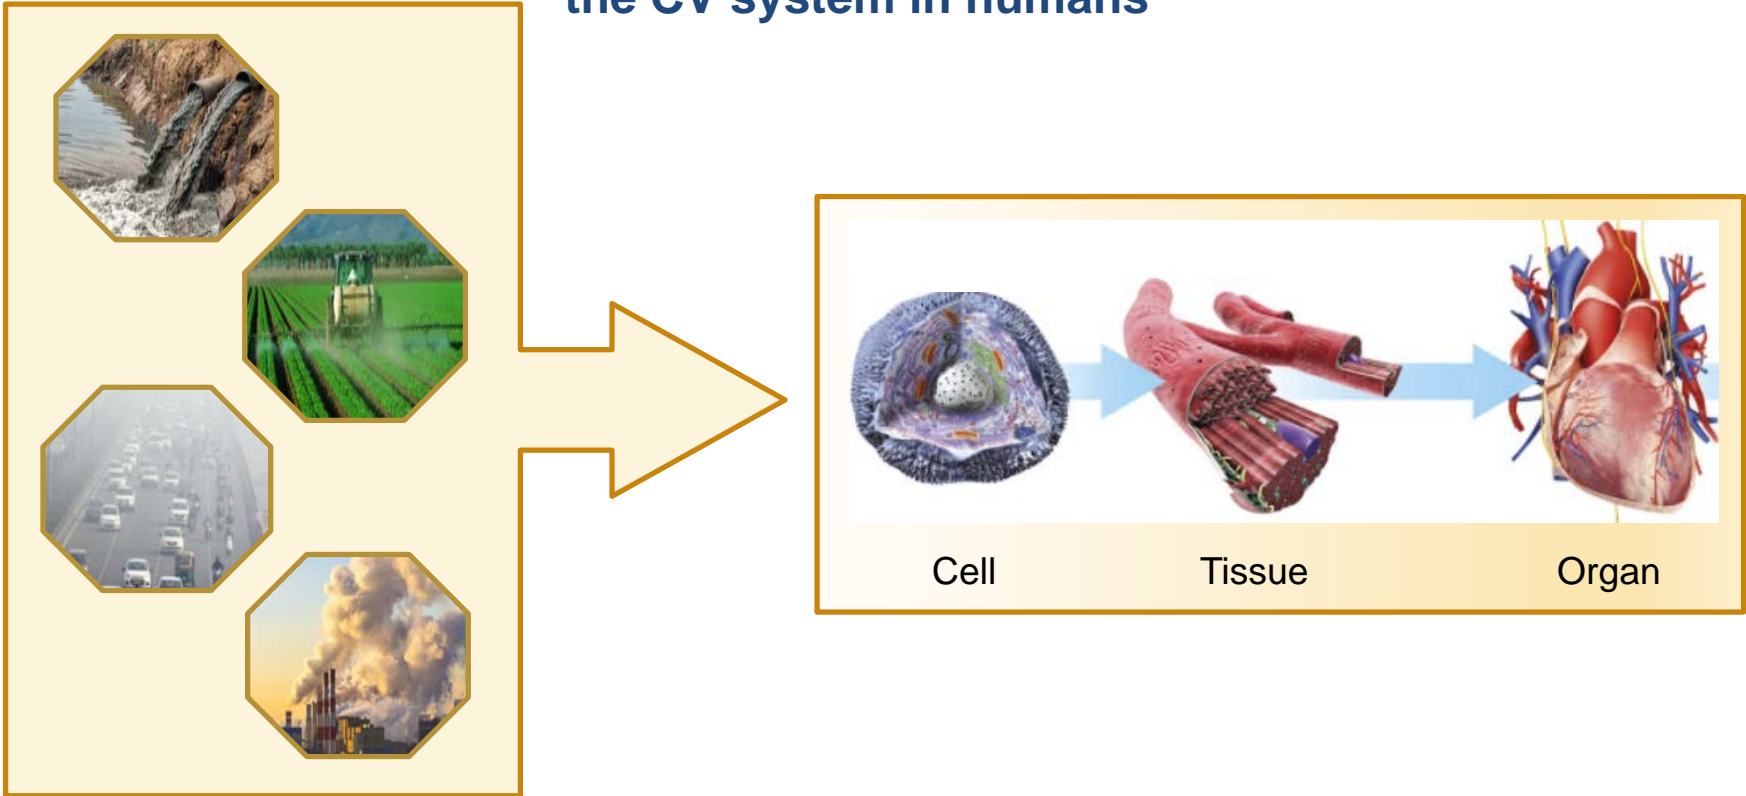 the CV system in humans
Cell
Tissue
Organ